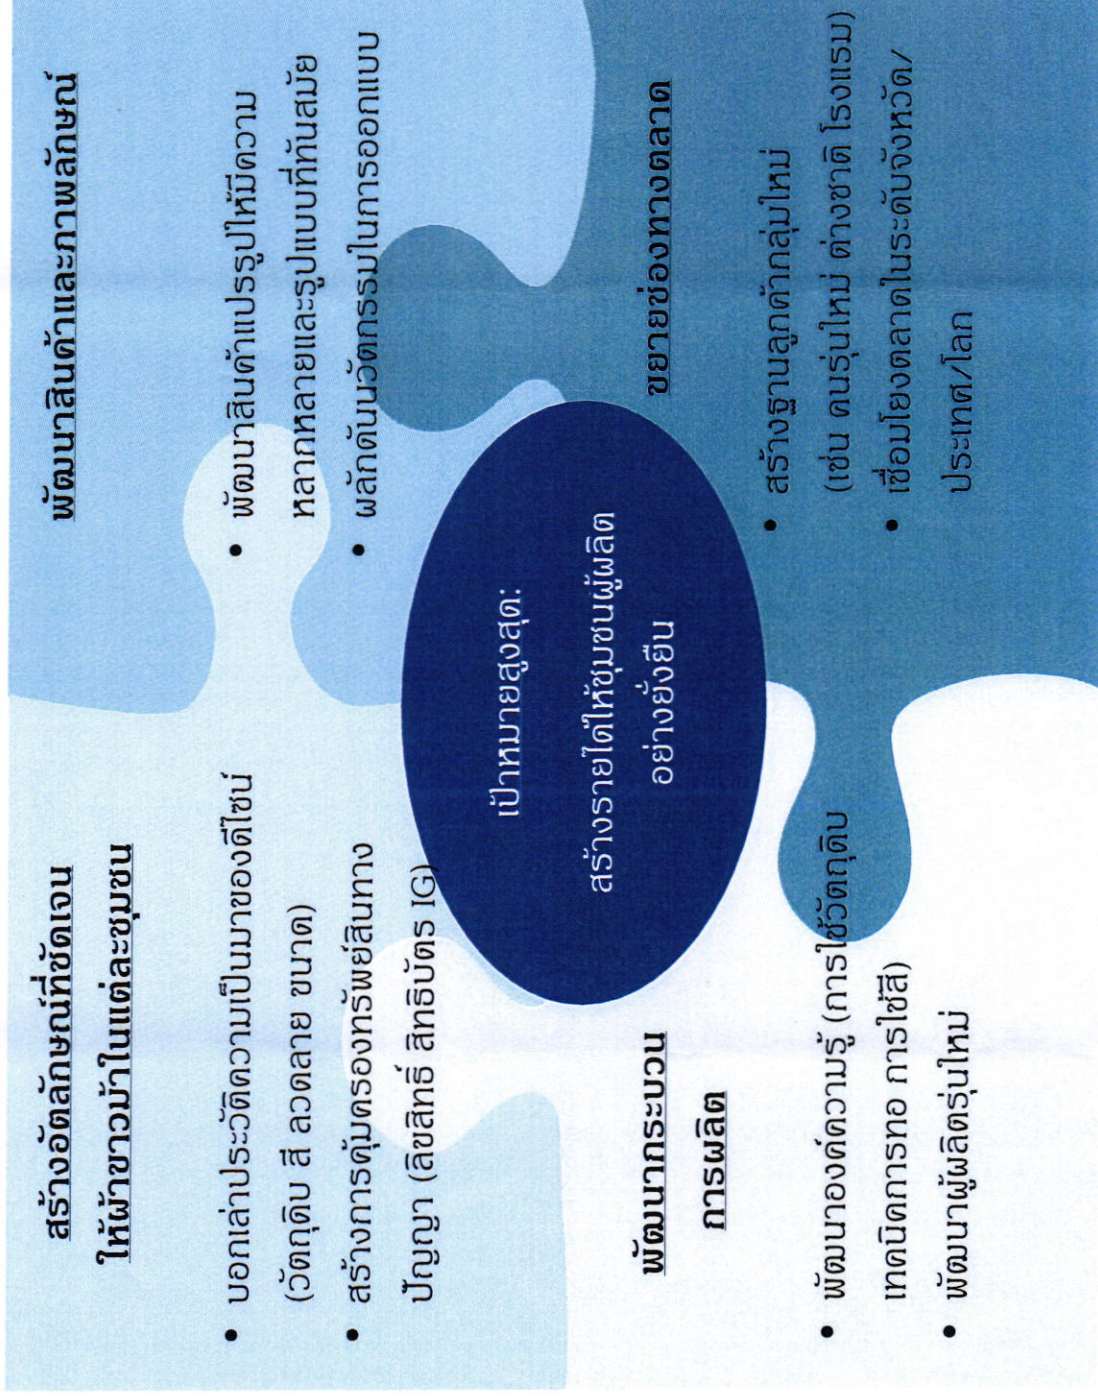 สร้างอัตลักษณ์ที่ชัดเจน
ให้ผ้าขาวม้าในแต่ละชุมชน
• บอกเล่าประวัติความเป็นมาของดีไซน์
(วัตถุดิบ สี ลวดลาย ขนาด)
• สร้างการคุ้มครองทรัพย์สินทาง
ปัญญา (ลิขสิทธิ์ สิทธิบัตร IG)
พัฒนาสินค้าและภาพลักษณ์
• พัฒนาสินค้าแปรรูปให้มีความ
หลากหลายและรูปแบบที่ทันสมัย
• ผลักดันนวัตกรรมในการออกแบบ
เป้าหมายสูงสุด:
สร้างรายได้ให้ชุมชนผู้ผลิต
อย่างยั่งยืน
พัฒนากระบวน
การผลิต
• พัฒนาองค์ความรู้ (การใช้วัตถุดิบ
เทคนิคการทอ การใช้สี)
• พัฒนาผู้ผลิตรุ่นใหม่
ขยายช่องทางตลาด
• สร้างฐานลูกค้ากลุ่มใหม่
(เช่น คนรุ่นใหม่ ต่างชาติ โรงแรม)
• เชื่อมโยงตลาดในระดับจังหวัด/
ประเทศ/โลก